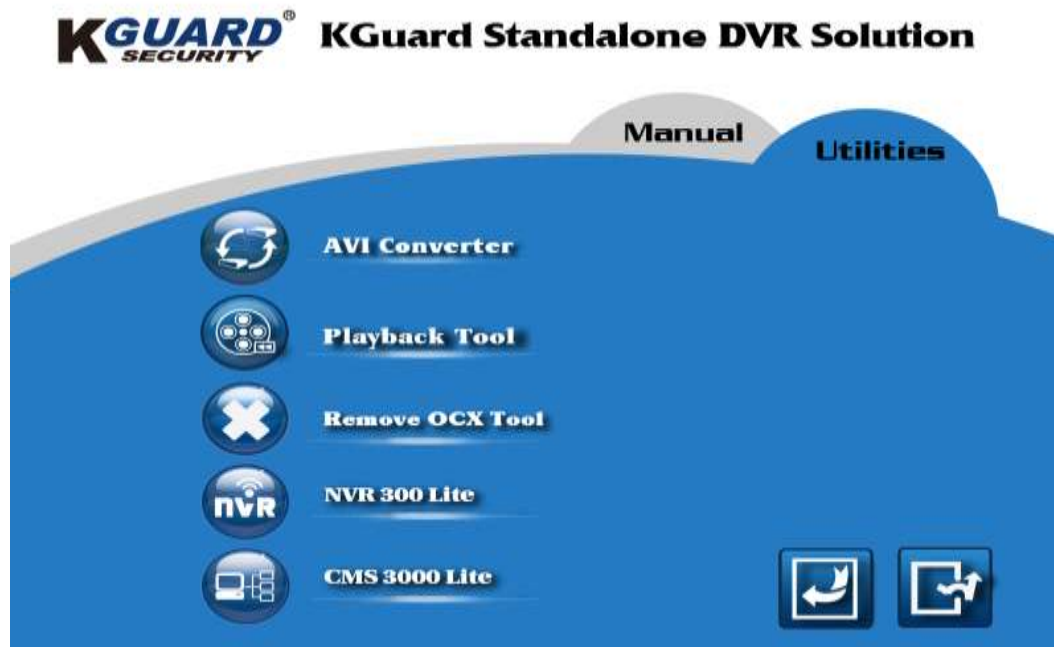 KGUARD® KGuard Standalone DVR Solution
SECURITY
Manual
Utilities
AVI Converter
Playback Tool
Remove OCX Tool
nvR NVR 300 Lite
CMS 3000 Lite